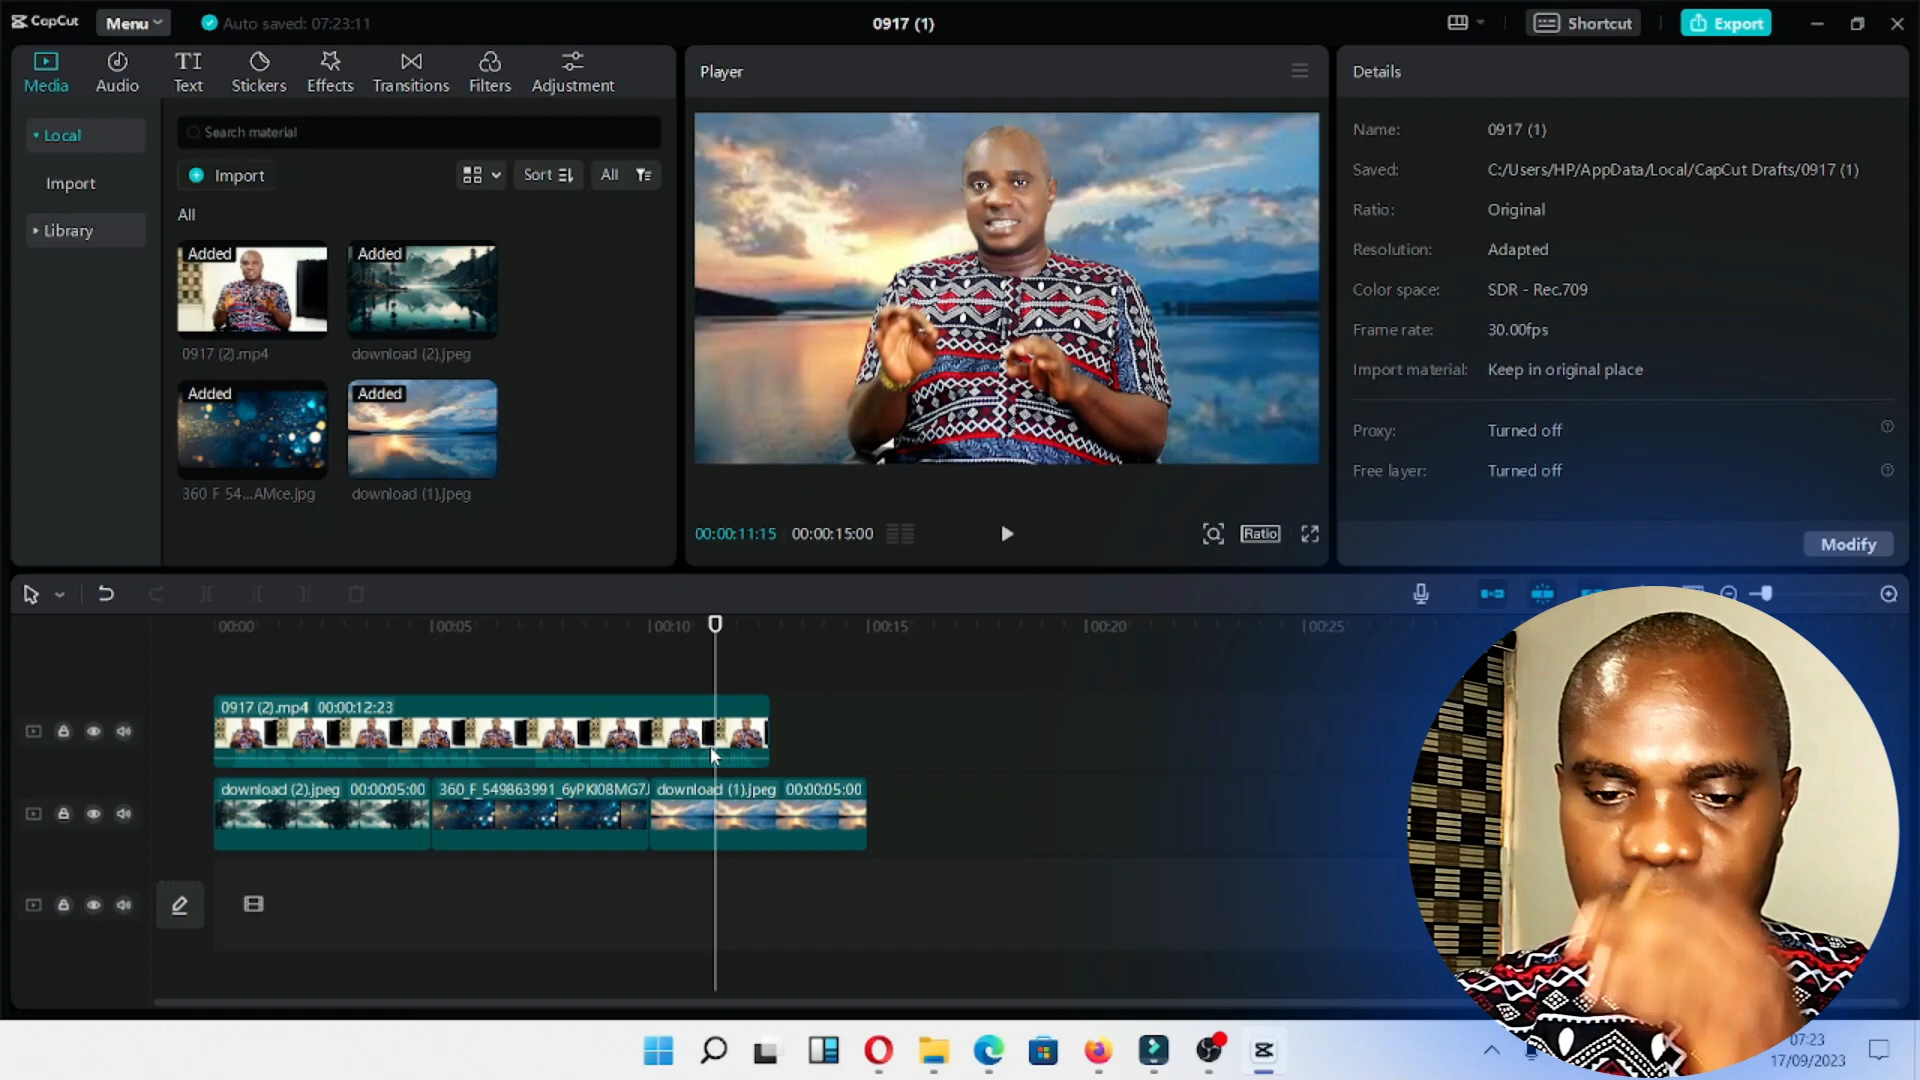 CapCut Menu Auto saved: 07:23:11 0917 (1) Shortcut Export
Media Audio Text Stickers Effects Transitions Filters Adjustment
TI
Player
Details
Local
Import
Library
Search material
Import Sort All
All
Added Added
0917 (2).mp4 download (2).jpeg
Added Added
360 F 54...AMce.jpg download (1).jpeg
00:00:11:15 00:00:15:00 Ratio
Name: 0917 (1)
Saved: C:/Users/HP/AppData/Local/CapCut Drafts/0917 (1)
Ratio: Original
Resolution: Adapted
Color space: SDR - Rec.709
Frame rate: 30.00fps
Import material: Keep in original place
Proxy: Turned off
Free layer: Turned off
Modify
00:00 00:05 00:10 00:15 00:20 00:25
0917 (2).mp4 00:00:12:23
download (2).jpeg 00:00:05:00 360 F 549863991_6yPKl08MG7J download (1).jpeg 00:00:05:00
07:23
17/09/2023